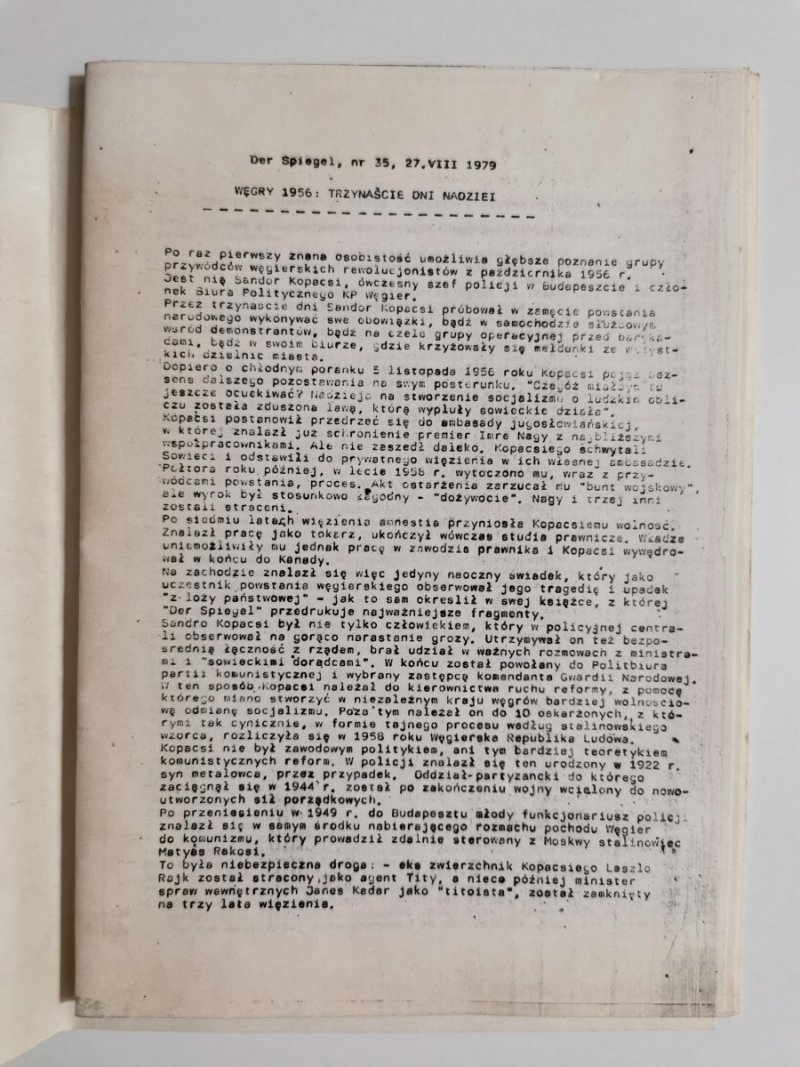 Der Spiegel, nr 35, 27.VIII 1979
WĘGRY 1956: TRZYNAŚCIE DNI NADZIEI
Po raz pierwszy znana osobistość umożliwia głębsze poznanie grupy
przywódców węgierskich rewolucjonistów z października 1956 r.
Jest nią Sandor Kopacsi, ówczesny szef policji w Budapeszcie i czło-
nek Biura Politycznego KP Węgier.
Przez trzynascie dni Sandor Kopacsi próbował w zamęcie powstania
narodowego wykonywać swe obowiązki, bądź w samochodzie służbowym
wśród demonstrantów, bądź na czele grupy operacyjnej przed baryka-
dami, bądź w swoim biurze, gdzie krzyżowały się meldunki ze wszyst-
kich dzielnic miasta.
Dopiero o chłodnym poranku 5 listopada 1956 roku Kopacsi pojął bez-
sens dalszego pozostawania na swym posterunku. "Czegóż miałbym tu
jeszcze oczekiwać? Nadzieja na stworzenie socjalizmu o ludzkim obli-
czu została zduszona lawą, którą wypluły sowieckie działa".
Kopacsi postanowił przedrzeć się do ambasady jugosłowiańskiej,
w której znalazł już schronienie premier Imre Nagy z najbliższymi
współpracownikami. Ale nie zaszedł daleko. Kopacsiego schwytali
Sowieci i odstawili do prywatnego więzienia w ich własnej ambasadzie.
Półtora roku później, w lecie 1958 r. wytoczono mu, wraz z przy-
wódcami powstania, proces. Akt ostarżenia zarzucał mu "bunt wojskowy",
ale wyrok był stosunkowo łagodny - "dożywocie". Nagy i trzej inni
zostali straceni.
Po siedmiu latach więzienia amnestia przyniosła Kopacsiemu wolność.
Znalazł pracę jako tokarz, ukończył wówczas studia prawnicze. Władze
uniemożliwiły mu jednak pracę w zawodzie prawnika i Kopacsi wywędro-
wał w końcu do Kanady.
Na zachodzie znalazł się więc jedyny naoczny świadek, który jako
uczestnik powstania węgierskiego obserwował jego tragedię i upadek
"z loży państwowej" - jak to sam okreslił w swej książce, z której
"Der Spiegel" przedrukuje najważniejsze fragmenty.
Sandro Kopacsi był nie tylko człowiekiem, który w policyjnej centra-
li obserwował na gorąco narastanie grozy. Utrzymywał on też bezpo-
srednią łączność z rządem, brał udział w ważnych rozmowach z ministra-
mi i "sowieckimi dorądcami". W końcu został powołany do Politbiura
partii komunistycznej i wybrany zastępcą komendanta Gwardii Narodowej.
W ten sposób Kopacsi należał do kierownictwa ruchu reformy, z pomocą
którego miano stworzyć w niezależnym kraju węgrów bardziej wolnościo-
wą odmianę socjalizmu. Poza tym należał on do 10 oskarżonych, z któ-
rymi tak cynicznie, w formie tajnego procesu według stalinowskiego
wzorca, rozliczyła się w 1958 roku Węgierska Republika Ludowa.
Kopacsi nie był zawodowym politykiem, ani tym bardziej teoretykiem
komunistycznych reform. W policji znalazł się ten urodzony w 1922 r.
syn metalowca, przez przypadek. Oddział partyzancki do którego
zaciągnął się w 1944 r. został po zakończeniu wojny wcielony do nowo-
utworzonych sił porządkowych.
Po przeniesieniu w 1949 r. do Budapesztu młody funkcjonariusz policji
znalazł się w samym środku nabierającego rozmachu pochodu Węgier
do komunizmu, który prowadził zdalnie sterowany z Moskwy stalinowiec
Matyas Rakosi.
To była niebezpieczna droga: - eks zwierzchnik Kopacsiego Laszlo
Rajk został stracony jako agent Tity, a nieco później minister
spraw wewnętrznych Janes Kadar jako "titoista", został zamknięty
na trzy lata więzienia.